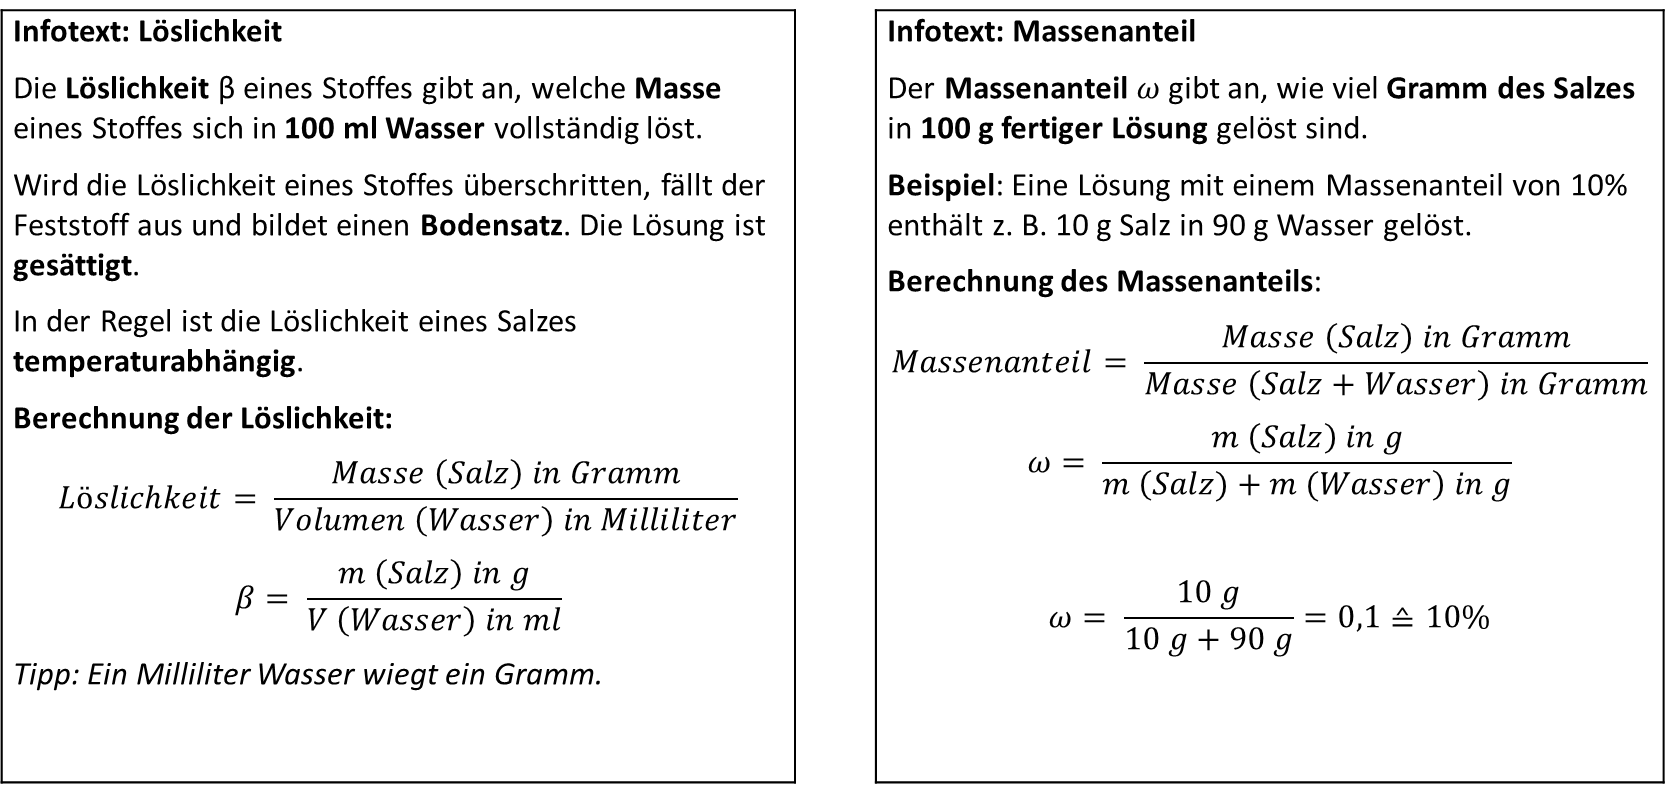 Infotext: Löslichkeit
Die Löslichkeit β eines Stoffes gibt an, welche Masse
eines Stoffes sich in 100 ml Wasser vollständig löst.
Wird die Löslichkeit eines Stoffes überschritten, fällt der
Feststoff aus und bildet einen Bodensatz. Die Lösung ist
gesättigt.
In der Regel ist die Löslichkeit eines Salzes
temperaturabhängig.
Berechnung der Löslichkeit:
Löslichkeit = Masse (Salz) in Gramm / Volumen (Wasser) in Milliliter
β = m (Salz) in g / V (Wasser) in ml
Tipp: Ein Milliliter Wasser wiegt ein Gramm.
Infotext: Massenanteil
Der Massenanteil ω gibt an, wie viel Gramm des Salzes
in 100 g fertiger Lösung gelöst sind.
Beispiel: Eine Lösung mit einem Massenanteil von 10%
enthält z. B. 10 g Salz in 90 g Wasser gelöst.
Berechnung des Massenanteils:
Massenanteil = Masse (Salz) in Gramm / Masse (Salz + Wasser) in Gramm
ω = m (Salz) in g / m (Salz) + m (Wasser) in g
ω = 10 g / 10 g + 90 g = 0,1 ≙ 10%